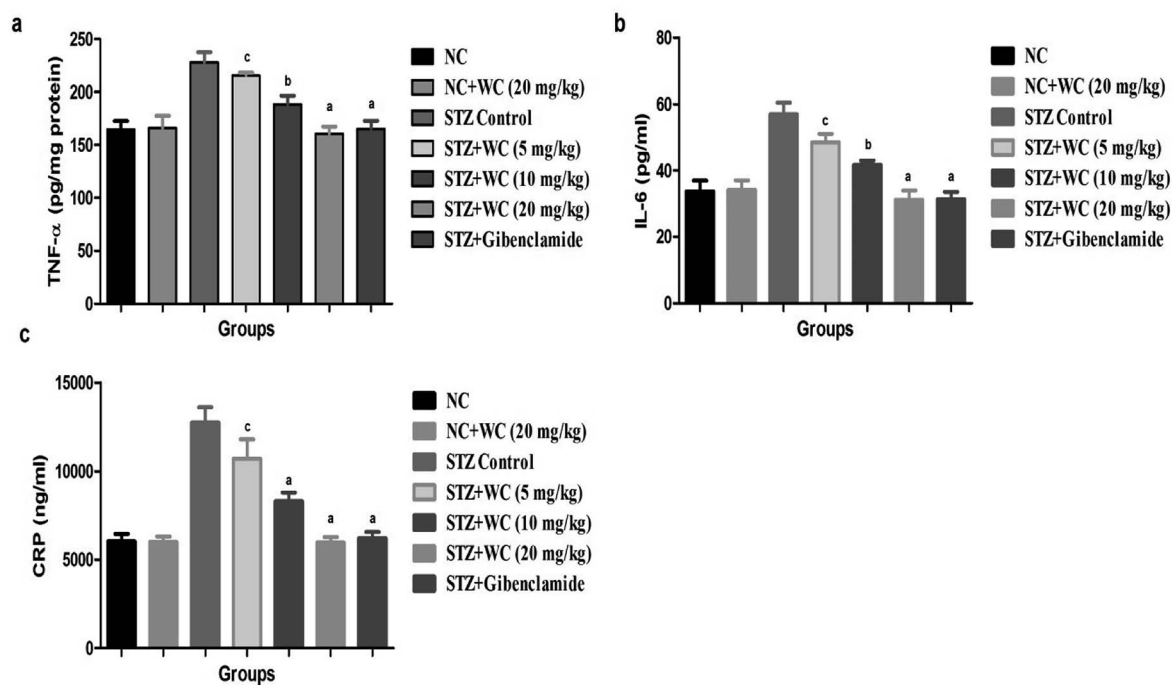 a
250
200
150
100
50
0
TNF-α (pg/mg protein)
c
b
a
a
Groups
NC
NC+WC (20 mg/kg)
STZ Control
STZ+WC (5 mg/kg)
STZ+WC (10 mg/kg)
STZ+WC (20 mg/kg)
STZ+Gibenclamide
b
80
60
40
20
0
IL-6 (pg/ml)
c
b
a
a
Groups
NC
NC+WC (20 mg/kg)
STZ Control
STZ+WC (5 mg/kg)
STZ+WC (10 mg/kg)
STZ+WC (20 mg/kg)
STZ+Gibenclamide
c
15000
10000
5000
0
CRP (ng/ml)
c
a
a
a
Groups
NC
NC+WC (20 mg/kg)
STZ Control
STZ+WC (5 mg/kg)
STZ+WC (10 mg/kg)
STZ+WC (20 mg/kg)
STZ+Gibenclamide